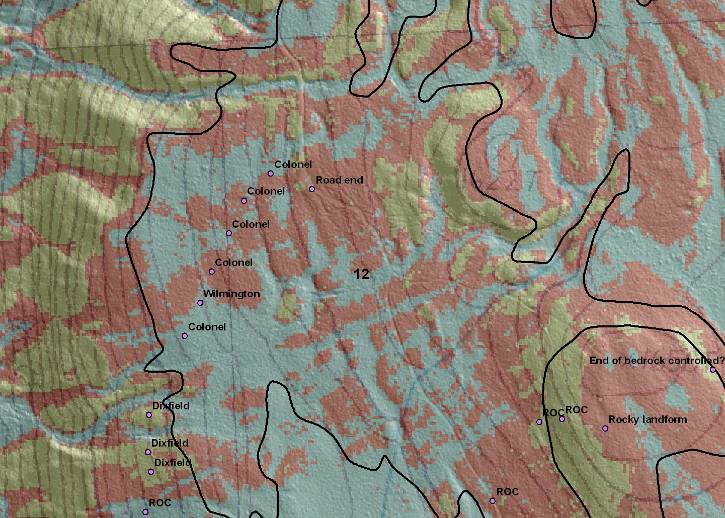 Colonel
Road end
Colonel
Colonel
Colonel
12
Wilmington
Colonel
End of bedrock controlled?
Dixfield
ROC
ROC
Rocky landform
Dixfield
Dixfield
ROC
ROC